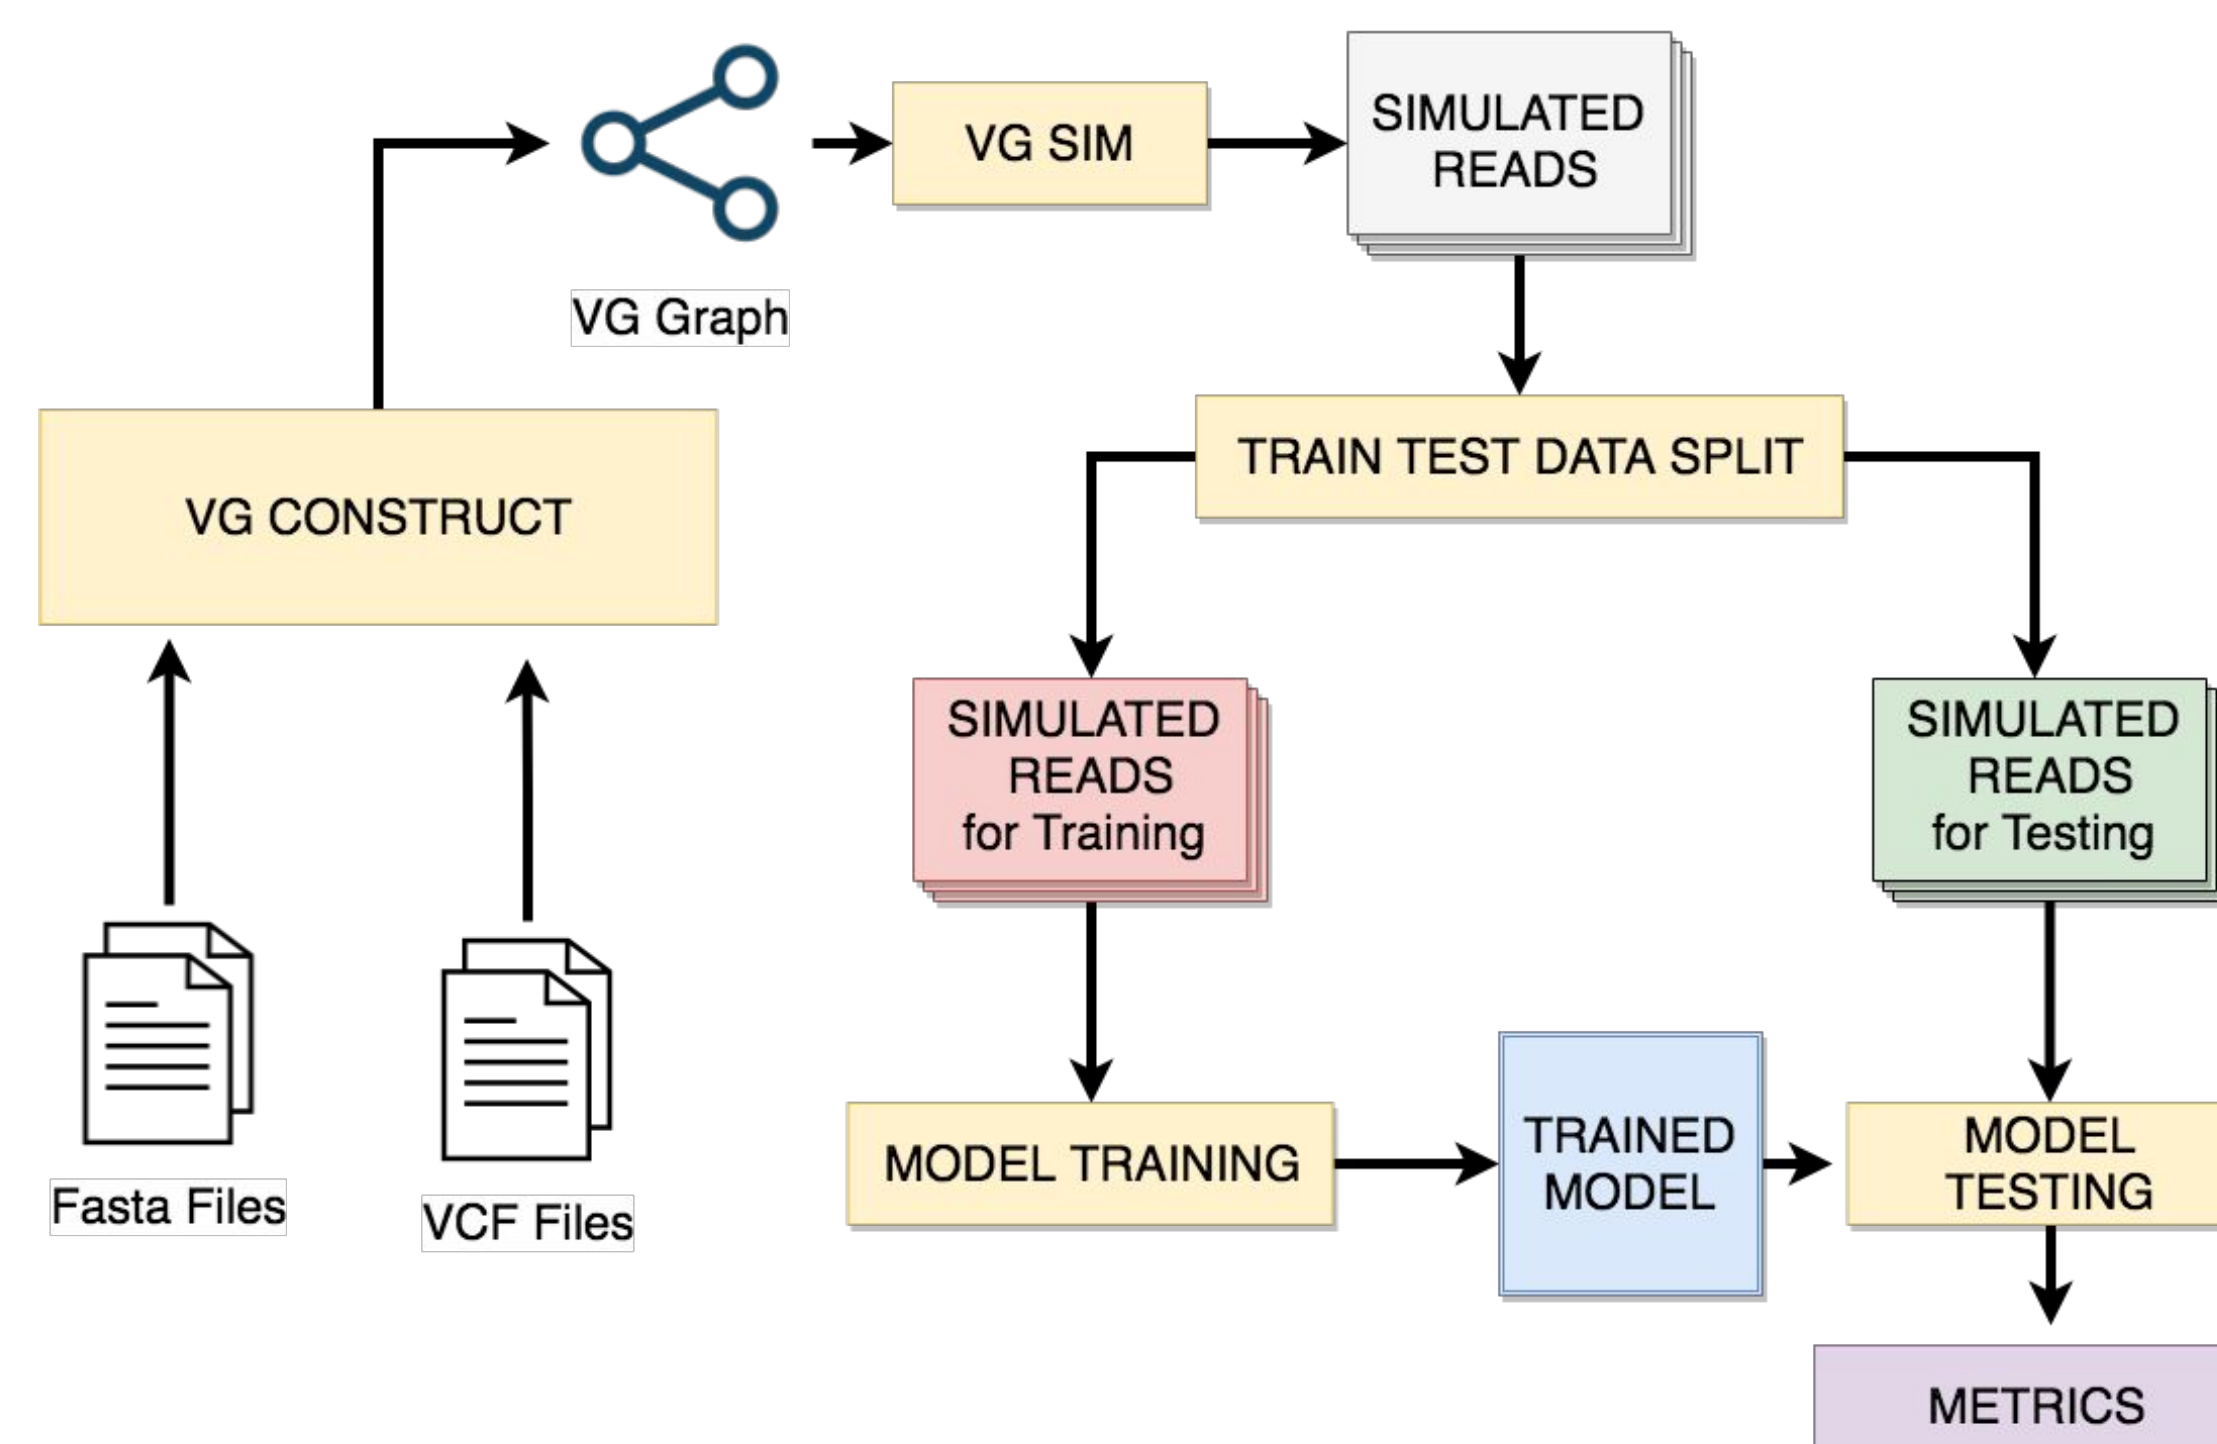 SIMULATED
READS
VG SIM
VG Graph
TRAIN TEST DATA SPLIT
VG CONSTRUCT
SIMULATED
READS
for Training
SIMULATED
READS
for Testing
MODEL TRAINING
TRAINED
MODEL
MODEL
TESTING
Fasta Files
VCF Files
METRICS